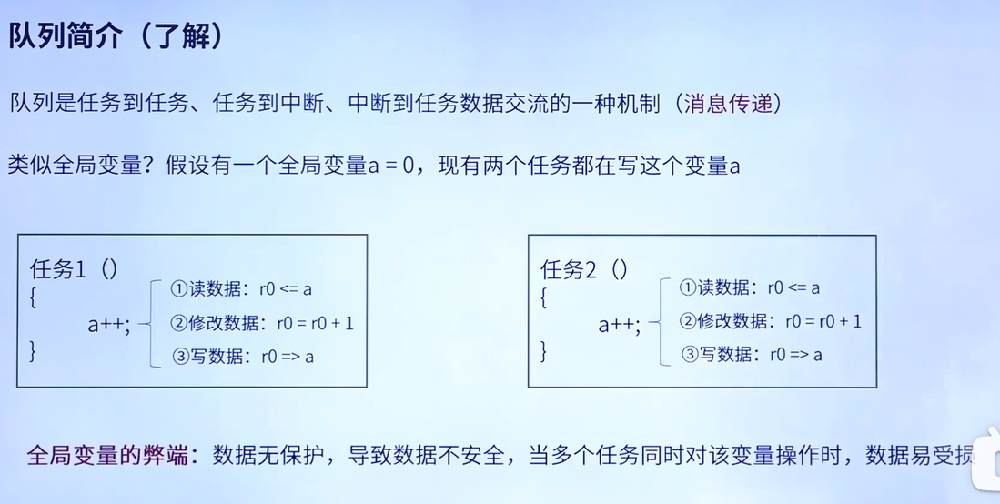 队列简介（了解）
队列是任务到任务、任务到中断、中断到任务数据交流的一种机制（消息传递）
类似全局变量？假设有一个全局变量a = 0，现有两个任务都在写这个变量a
任务1（）
{
①读数据：r0 <= a
a++;
②修改数据：r0 = r0 + 1
③写数据：r0 => a
}
任务2（）
{
①读数据：r0 <= a
a++;
②修改数据：r0 = r0 + 1
③写数据：r0 => a
}
全局变量的弊端：数据无保护，导致数据不安全，当多个任务同时对该变量操作时，数据易受损